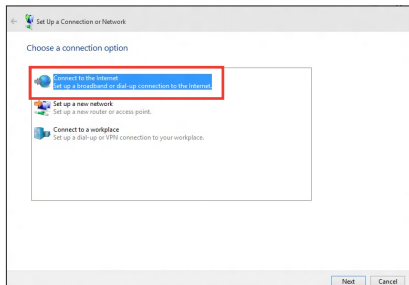 Set Up a Connection or Network
Choose a connection option
Connect to the Internet
Set up a broadband or dial-up connection to the Internet.
Set up a new network
Set up a new router or access point.
Connect to a workplace
Set up a dial-up or VPN connection to your workplace.
Next Cancel